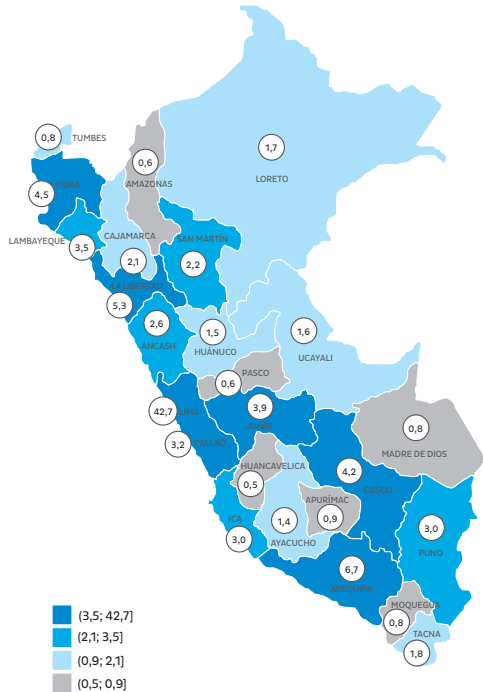 0,8
TUMBES
PIURA
4,5
0,6
AMAZONAS
1,7
LORETO
LAMBAYEQUE
3,5
CAJAMARCA
2,1
SAN MARTÍN
2,2
LA LIBERTAD
5,3
2,6
ÁNCASH
1,5
HUÁNUCO
1,6
UCAYALI
PASCO
0,6
42,7
LIMA
3,9
JUNÍN
3,2
CALLAO
0,8
MADRE DE DIOS
HUANCAVELICA
0,5
4,2
CUSCO
APURÍMAC
0,9
ICA
3,0
1,4
AYACUCHO
3,0
PUNO
6,7
AREQUIPA
MOQUEGUA
0,8
TACNA
1,8
(3,5; 42,7]
(2,1; 3,5]
(0,9; 2,1]
(0,5; 0,9]